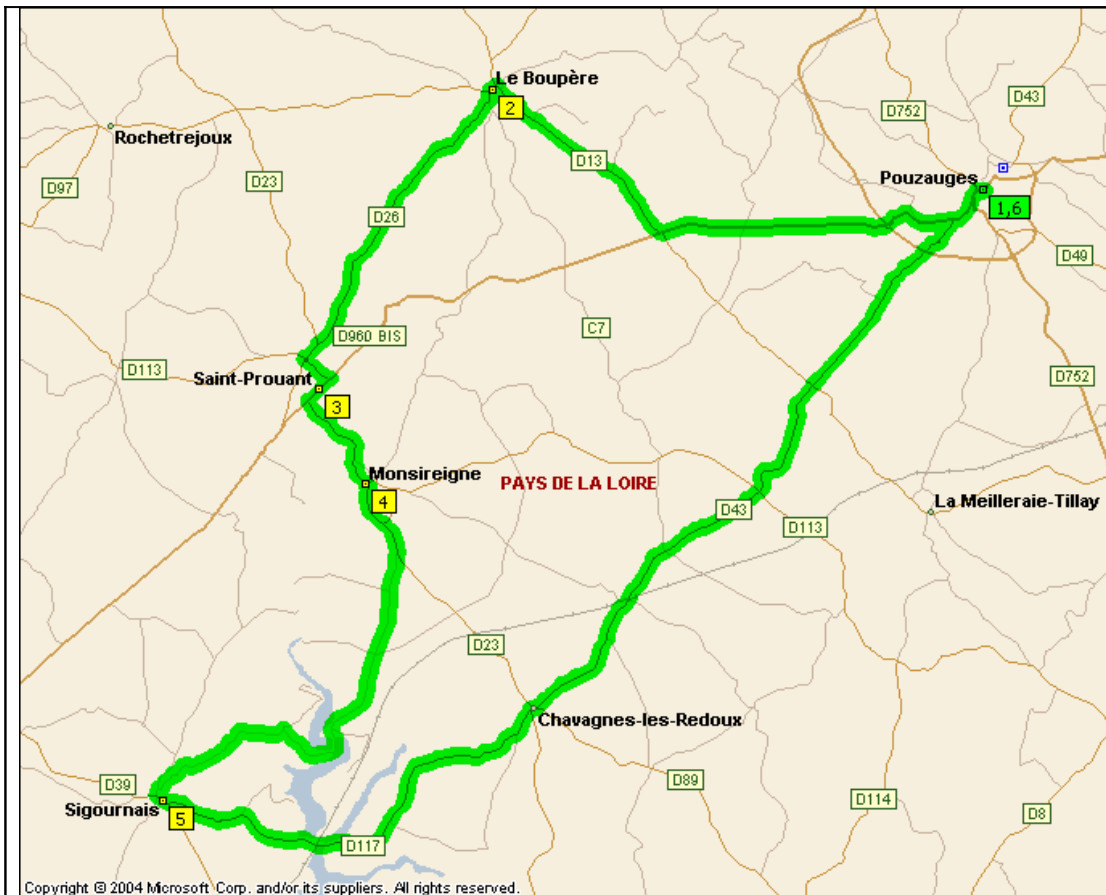 Le Boupère
2
D43
D752
Rochetrejoux
D13
D97
D23
Pouzauges
1,6
D26
D49
C7
D960 BIS
D113
Saint-Prouant
D752
3
Monsireigne
4
PAYS DE LA LOIRE
La Meilleraie-Tillay
D43
D113
D23
Chavagnes-les-Redoux
D39
D89
Sigournais
5
D114
D8
D117
Copyright © 2004 Microsoft Corp. and/or its suppliers. All rights reserved.